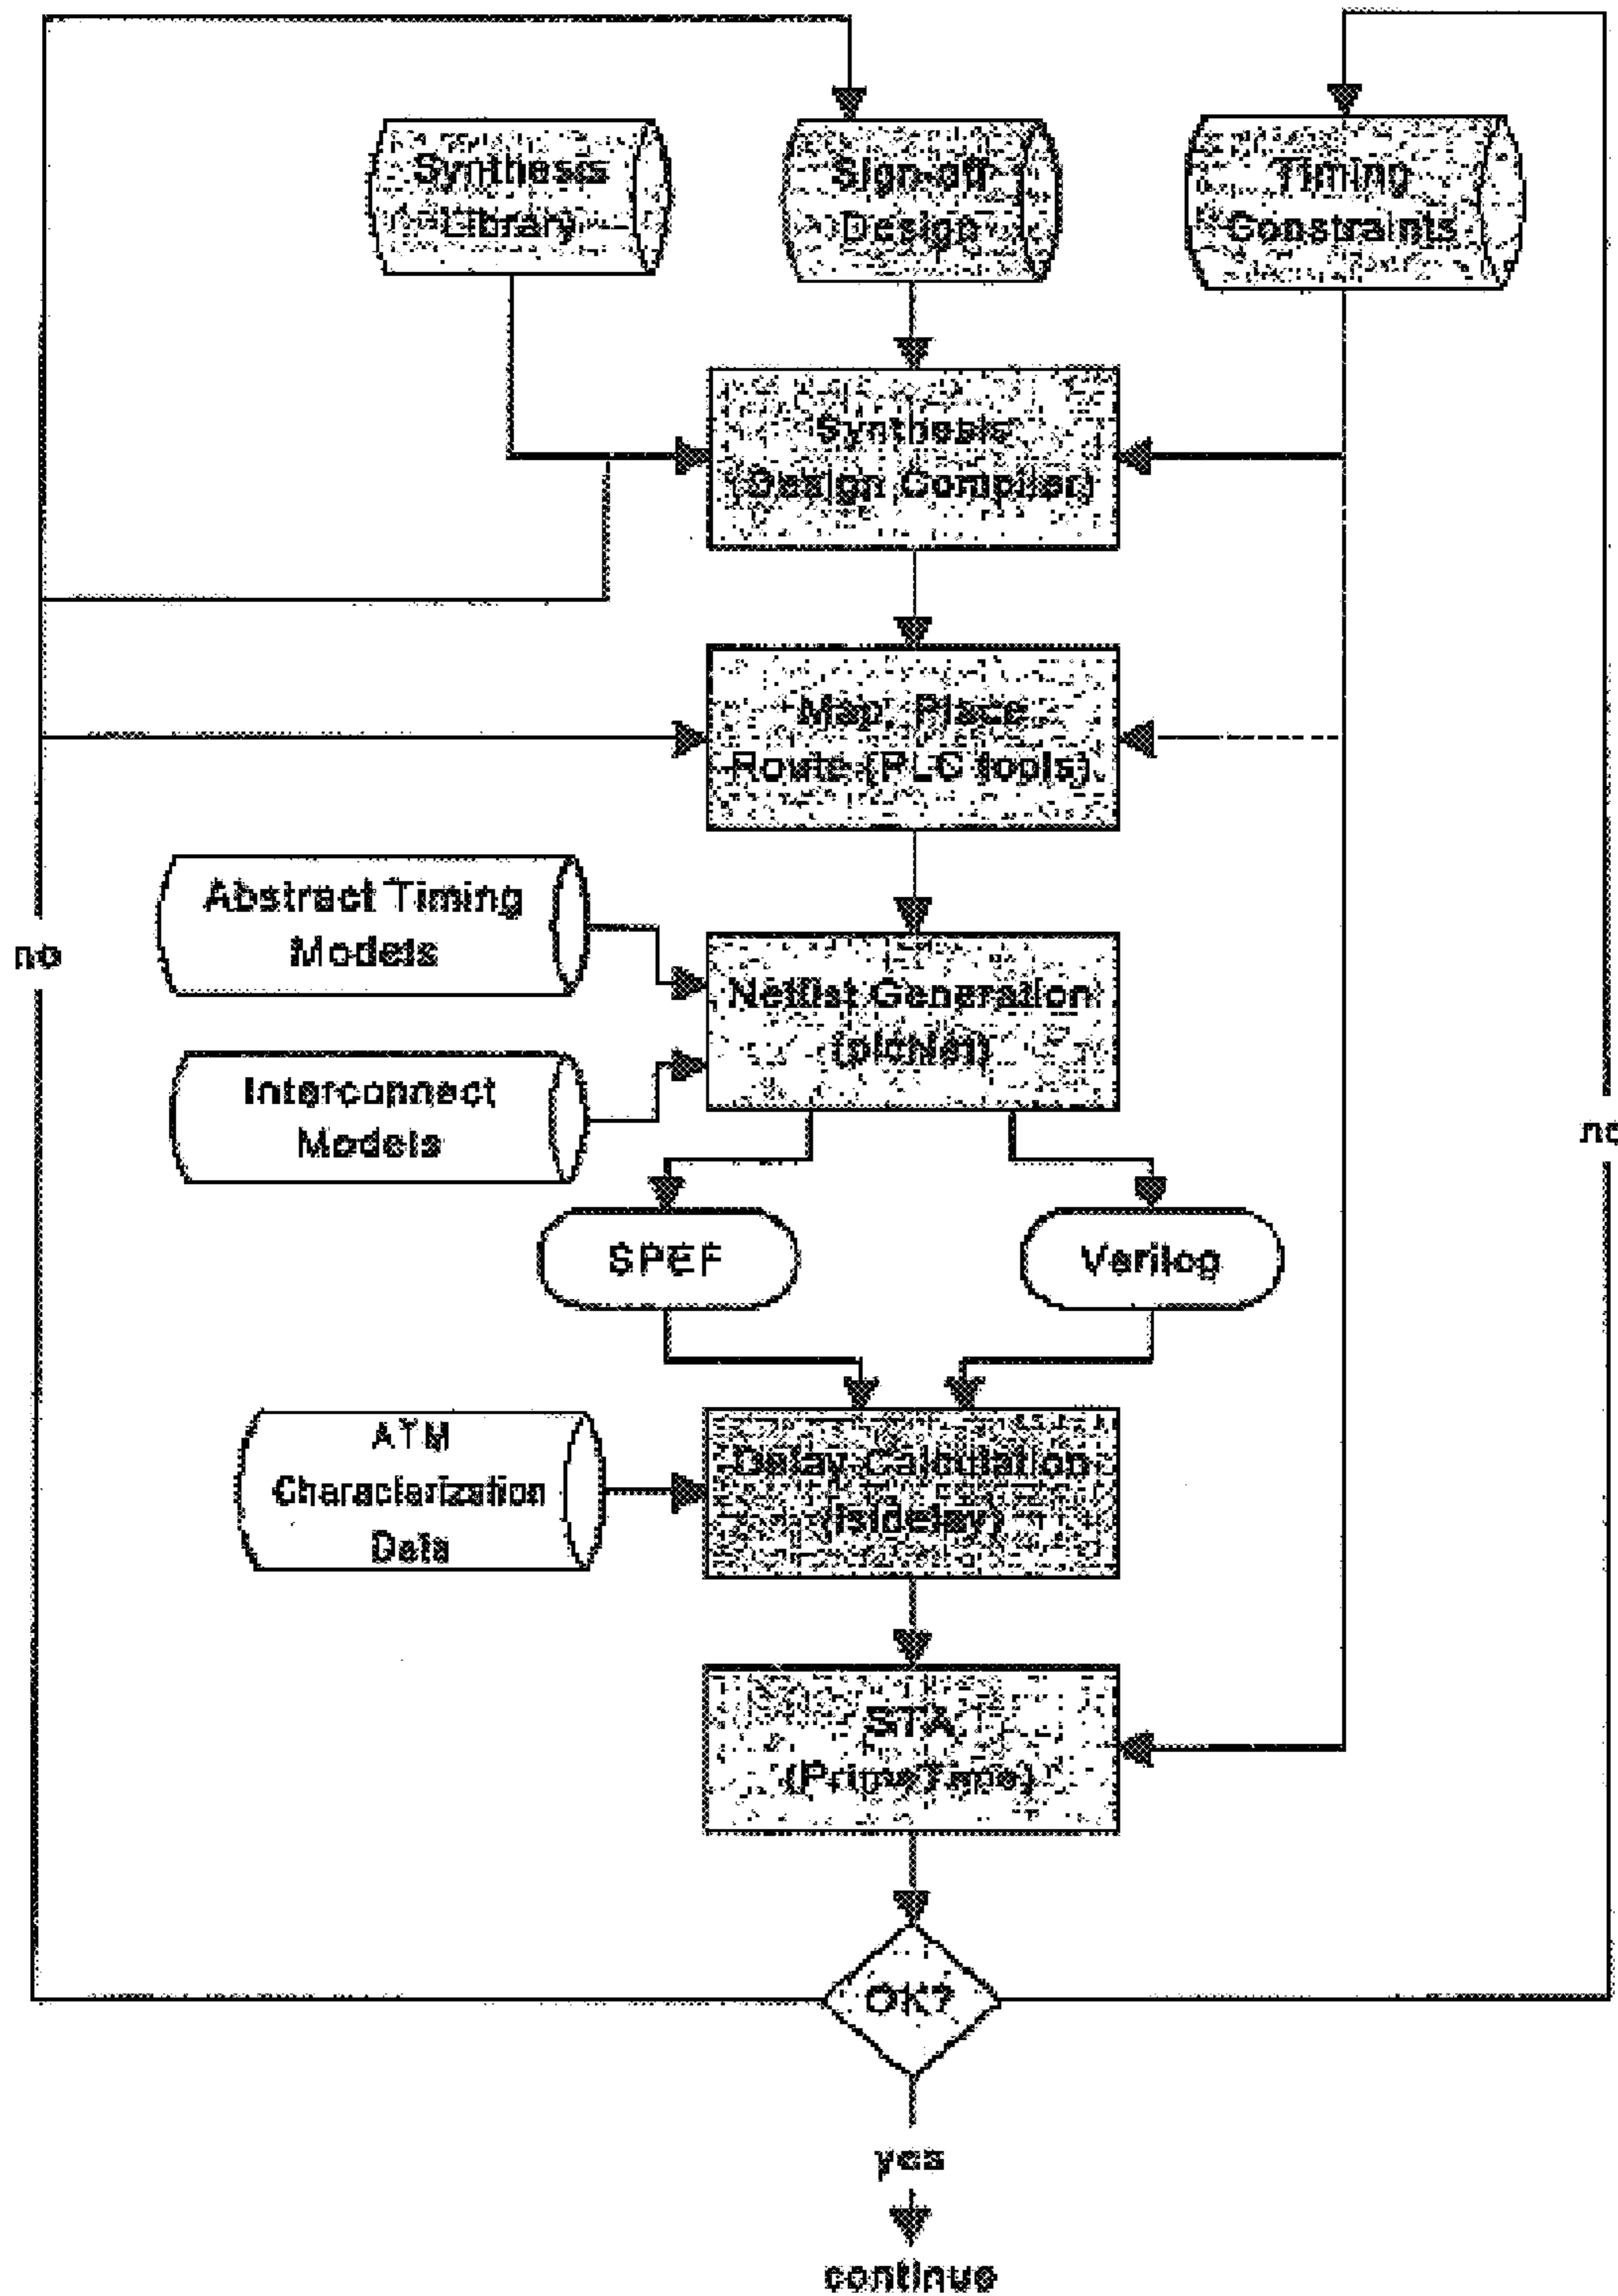 Synthesis
Library
Sign-off
Design
Timing
Constraints
Synthesis
(Design Compiler)
Map, Place
Route (PLC tools)
Abstract Timing
Models
no
Netlist Generation
(plcNet)
Interconnect
Models
no
SPEF
Verilog
ATM
Characterization
Data
Delay Calculation
STA
OK?
yes
continue